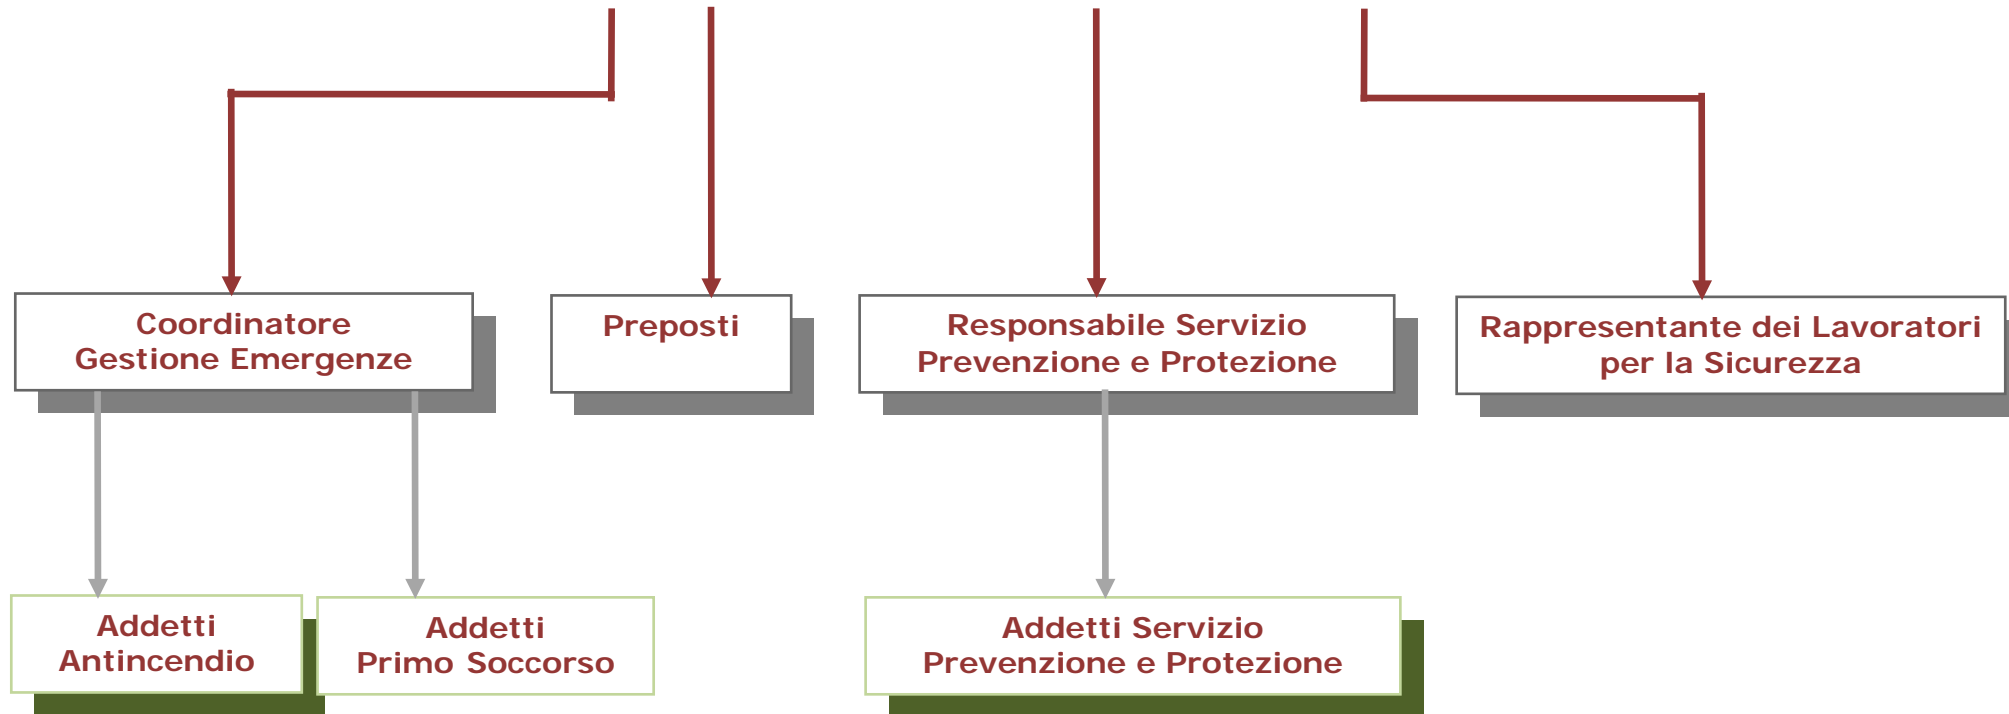 Coordinatore
Gestione Emergenze
Preposti
Responsabile Servizio
Prevenzione e Protezione
Rappresentante dei Lavoratori
per la Sicurezza
Addetti
Antincendio
Addetti
Primo Soccorso
Addetti Servizio
Prevenzione e Protezione